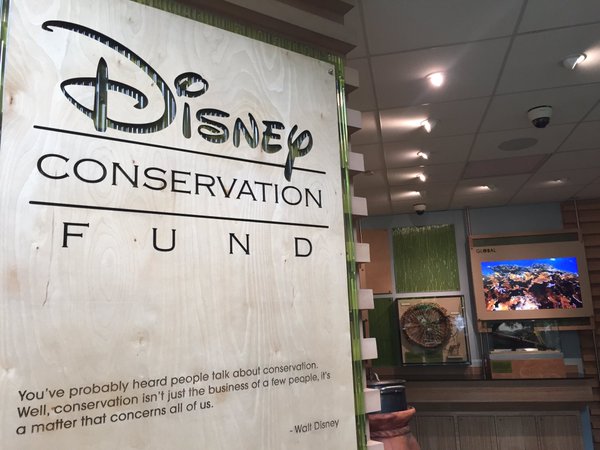 Disney
CONSERVATION
FUND
You've probably heard people talk about conservation.
Well, conservation isn't just the business of a few people, it's
a matter that concerns all of us.
- Walt Disney
GLOBAL